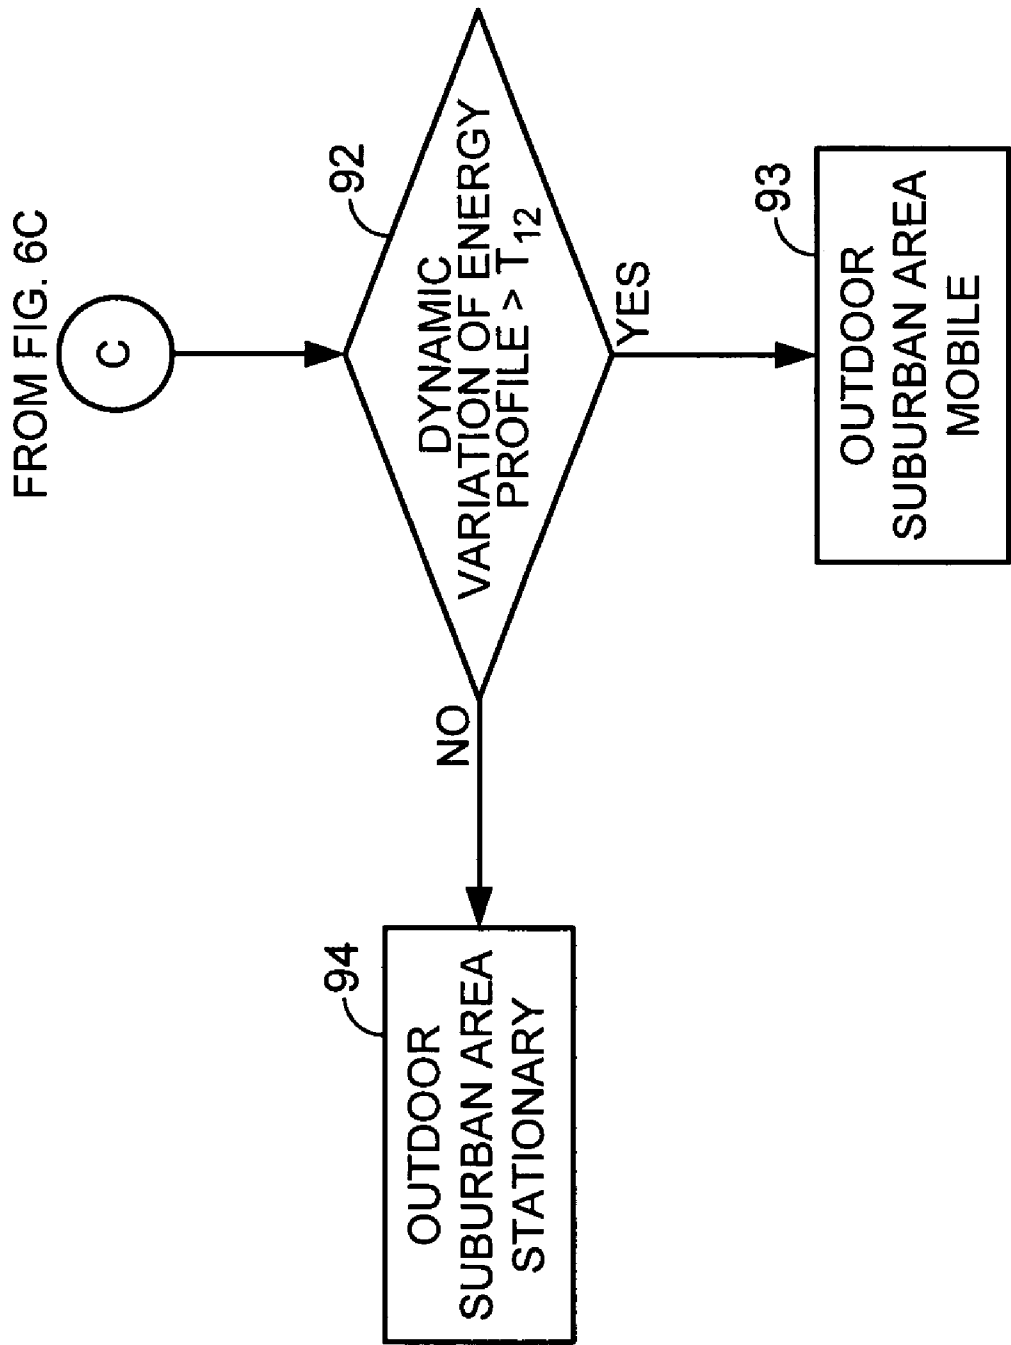 FROM FIG. 6C
C
92
DYNAMIC
VARIATION OF ENERGY
PROFILE > T12
YES
NO
93
OUTDOOR
SUBURBAN AREA
MOBILE
94
OUTDOOR
SUBURBAN AREA
STATIONARY